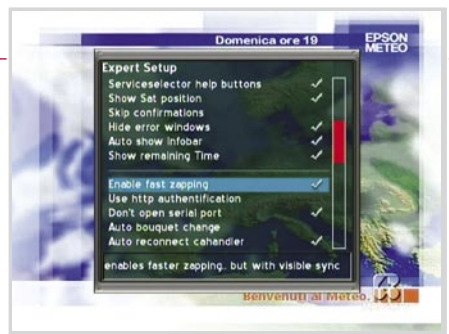 Domenica ore 19
EPSON
METEO
Expert Setup
Serviceselector help buttons
Show Sat position
Skip confirmations
Hide error windows
Auto show Infobar
Show remaining Time
Enable fast zapping
Use http authentification
Don't open serial port
Auto bouquet change
Auto reconnect cahandler
enables faster zapping, but with visible sync
Benvenuti al Meteo.